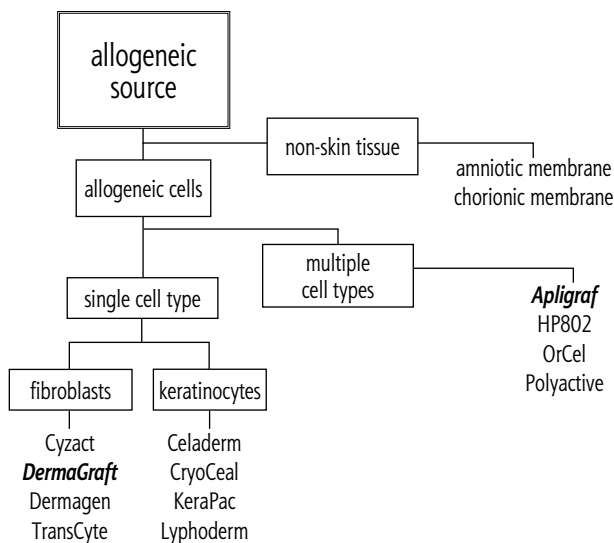 allogeneic
source
non-skin tissue
amniotic membrane
chorionic membrane
allogeneic cells
multiple
cell types
single cell type
Apligraf
HP802
OrCel
Polyactive
fibroblasts
keratinocytes
Cyzact
DermaGraft
Dermagen
TransCyte
Celaderm
CryoCeal
KeraPac
Lyphoderm